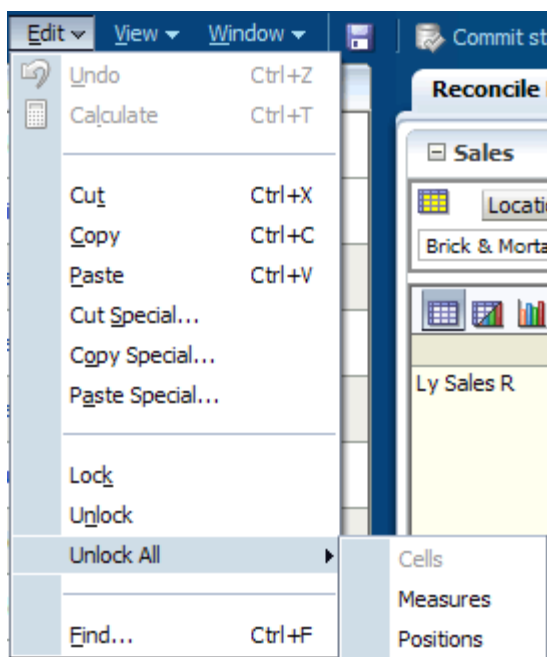 Edit View Window Commit st
Undo Ctrl+Z
Calculate Ctrl+T
Cut Ctrl+X
Copy Ctrl+C
Paste Ctrl+V
Cut Special...
Copy Special...
Paste Special...
Lock
Unlock
Unlock All
Find... Ctrl+F
Cells
Measures
Positions
Reconcile
Sales
Locati
Brick & Morta
Ly Sales R